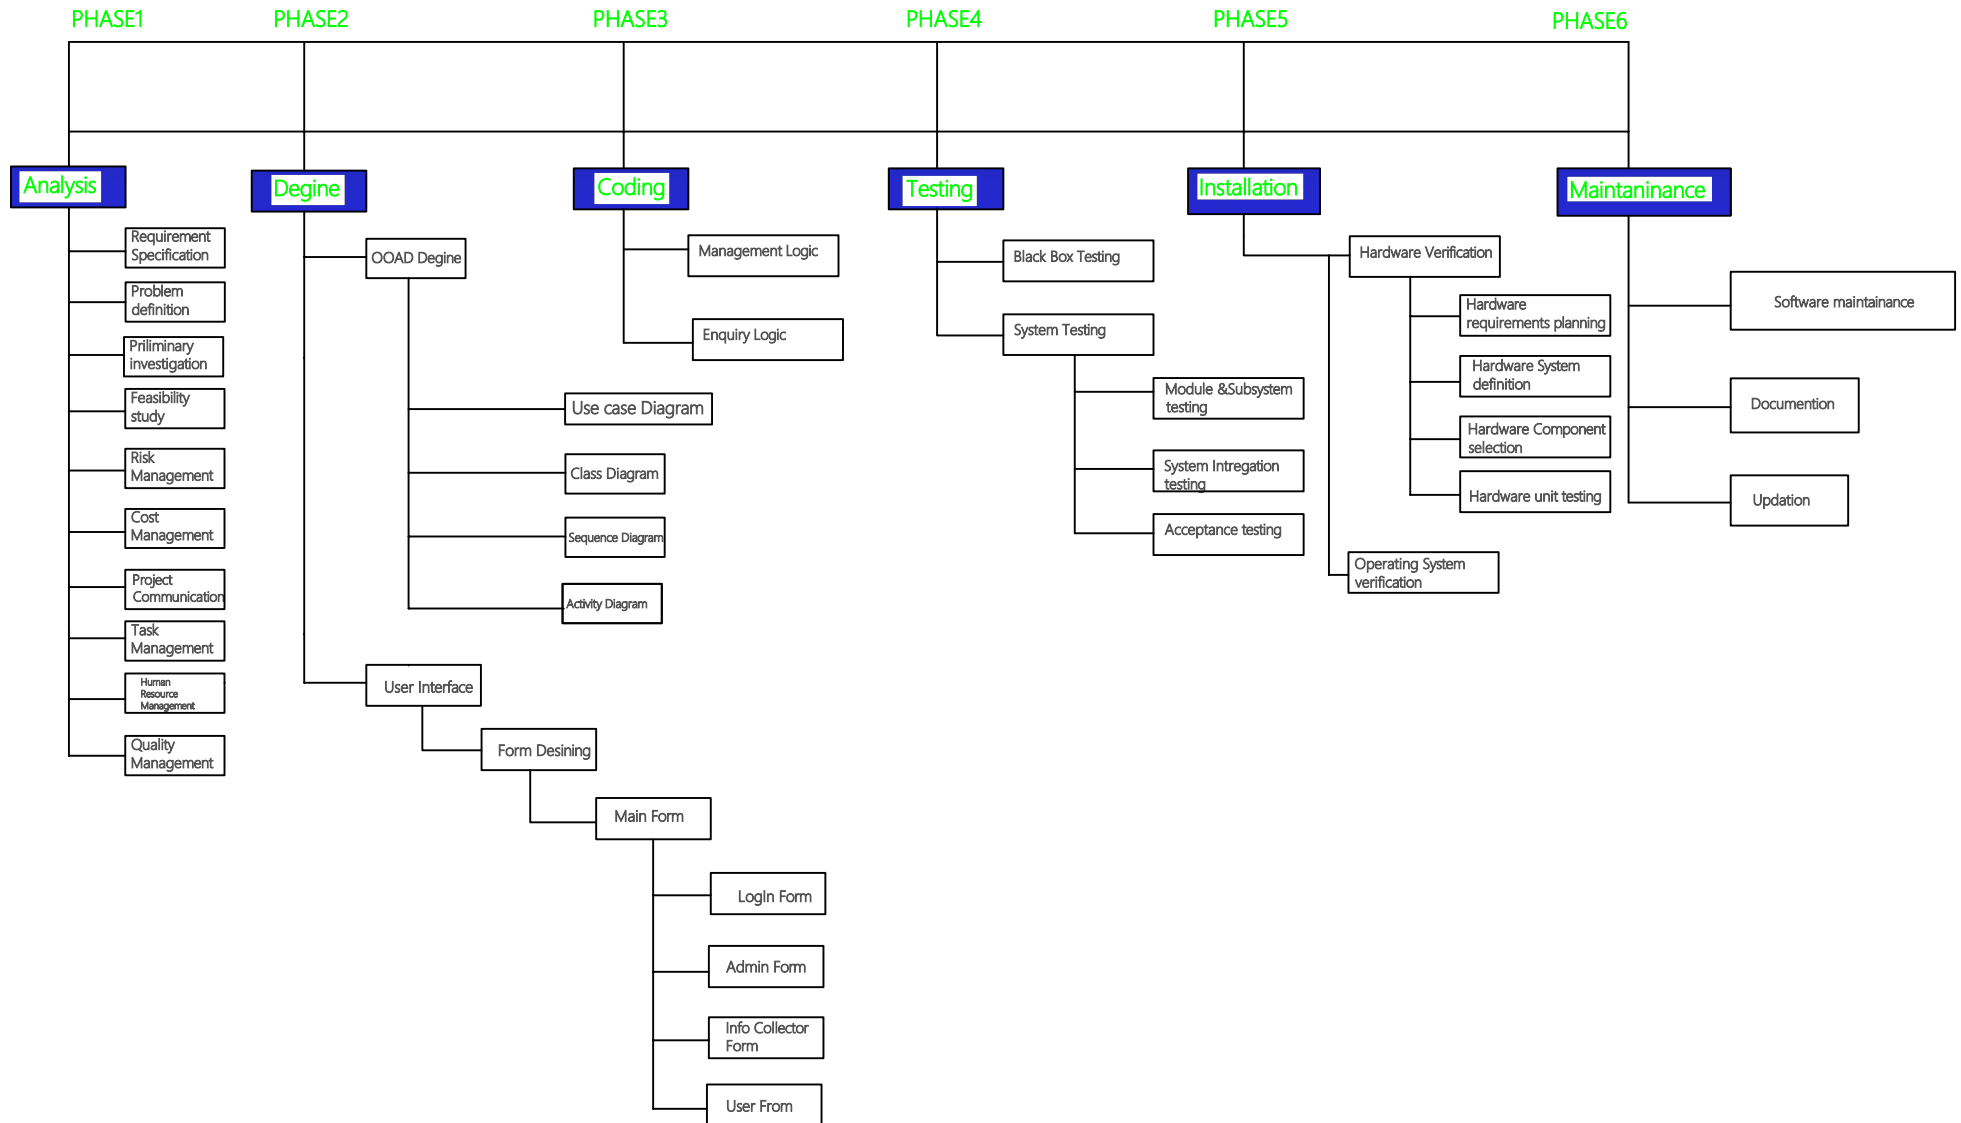 PHASE1
PHASE2
PHASE3
PHASE4
PHASE5
PHASE6
Analysis
Degine
Coding
Testing
Installation
Maintaninance
Requirement
Specification
Problem
definition
Priliminary
investigation
Feasibility
study
Risk
Management
Cost
Management
Project
Communication
Task
Management
Human
Resource
Management
Quality
Management
OOAD Degine
Use case Diagram
Class Diagram
Sequence Diagram
Activity Diagram
User Interface
Form Desining
Main Form
LogIn Form
Admin Form
Info Collector
Form
User From
Management Logic
Enquiry Logic
Black Box Testing
System Testing
Module &Subsystem
testing
System Intregation
testing
Acceptance testing
Hardware Verification
Hardware
requirements planning
Hardware System
definition
Hardware Component
selection
Hardware unit testing
Operating System
verification
Software maintainance
Documention
Updation